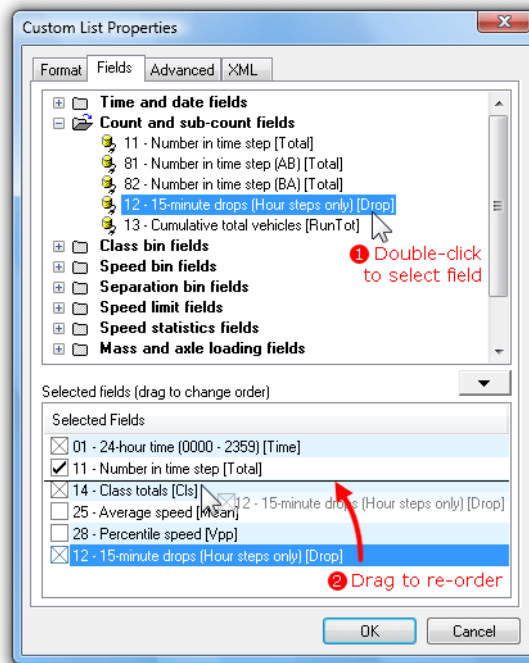 Custom List Properties
Format Fields Advanced XML
Time and date fields
Count and sub-count fields
11 - Number in time step [Total]
81 - Number in time step (AB) [Total]
82 - Number in time step (BA) [Total]
12 - 15-minute drops (Hour steps only) [Drop]
13 - Cumulative total vehicles [RunTot]
Class bin fields
1 Double-click
to select field
Speed bin fields
Separation bin fields
Speed limit fields
Speed statistics fields
Mass and axle loading fields
Selected fields (drag to change order)
Selected Fields
01 - 24-hour time (0000 - 2359) [Time]
11 - Number in time step [Total]
14 - Class totals [Cls]
12 - 15-minute drops (Hour steps only) [Drop]
25 - Average speed [Mean]
28 - Percentile speed [Vpp]
12 - 15-minute drops (Hour steps only) [Drop]
2 Drag to re-order
OK Cancel